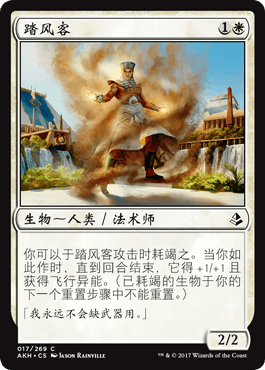 踏风客 1
生物～人类 / 法术师
你可以于踏风客攻击时耗竭之。当你如
此作时，直到回合结束，它得 +1/+1 且
获得飞行异能。（已耗竭的生物于你的
下一个重置步骤中不能重置。）
「我永远不会缺武器用。」
2/2
017/269 C
AKH • CS Jason Rainville
™ & © 2017 Wizards of the Coast